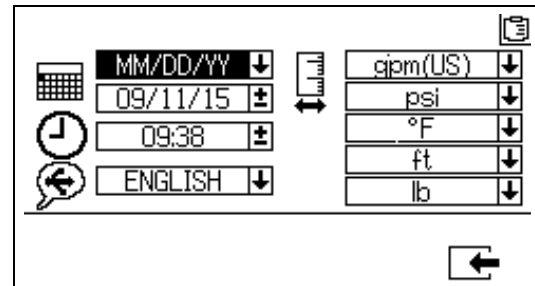 MM/DD/YY
09/11/15
09:38
ENGLISH
gpm(US)
psi
°F
ft
lb